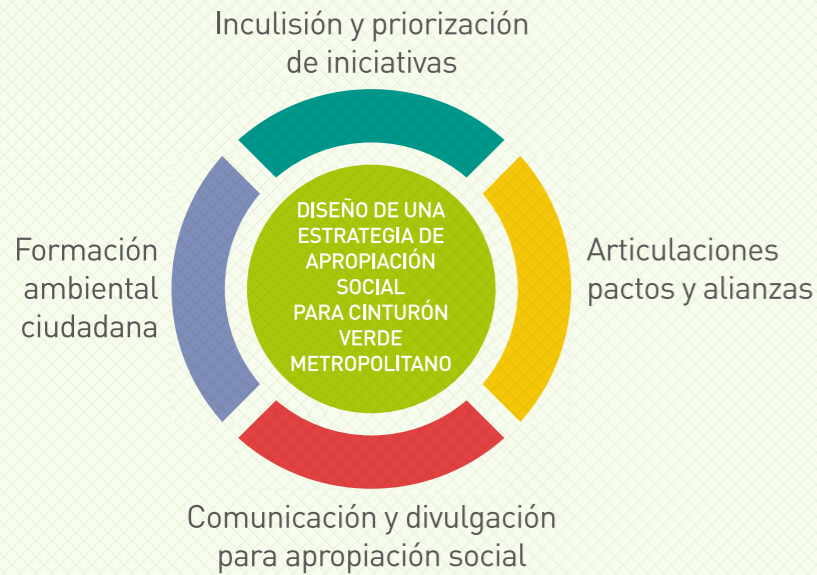 Inculisión y priorización
de iniciativas
DISEÑO DE UNA
ESTRATEGIA DE
APROPIACIÓN
SOCIAL
PARA CINTURÓN
VERDE
METROPOLITANO
Formación
ambiental
ciudadana
Articulaciones
pactos y alianzas
Comunicación y divulgación
para apropiación social